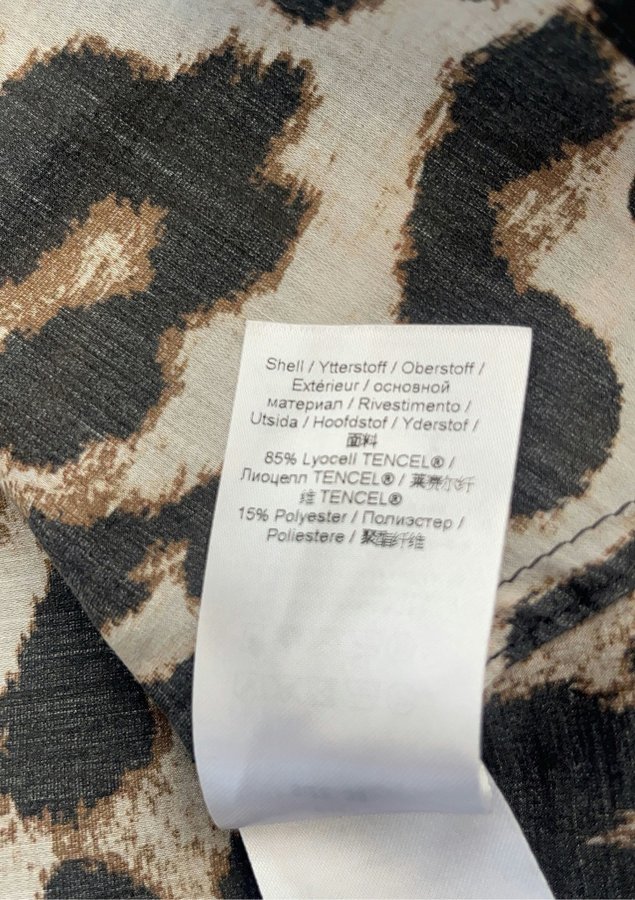 Shell / Ytterstoff / Oberstoff /
Extérieur / основной
материал / Rivestimento /
Utsida / Hoofdstof / Yderstof /
面料
85% Lyocell TENCEL® /
Лиоцелл TENCEL® / 莱赛尔纤
维 TENCEL®
15% Polyester / Полиэстер /
Poliestere / 聚酯纤维